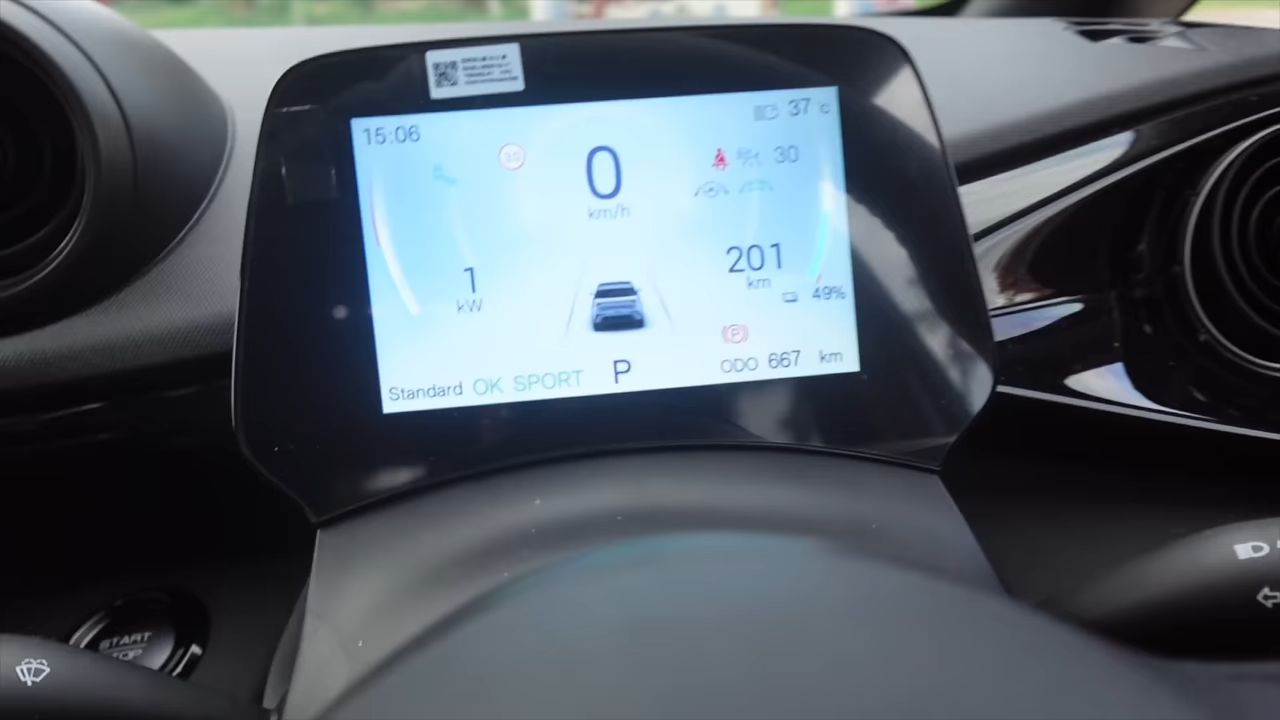 15:06
37 c
30
0
km/h
30
1
kW
201
km
49%
P
ODO 667 km
Standard OK SPORT P
START
STOP